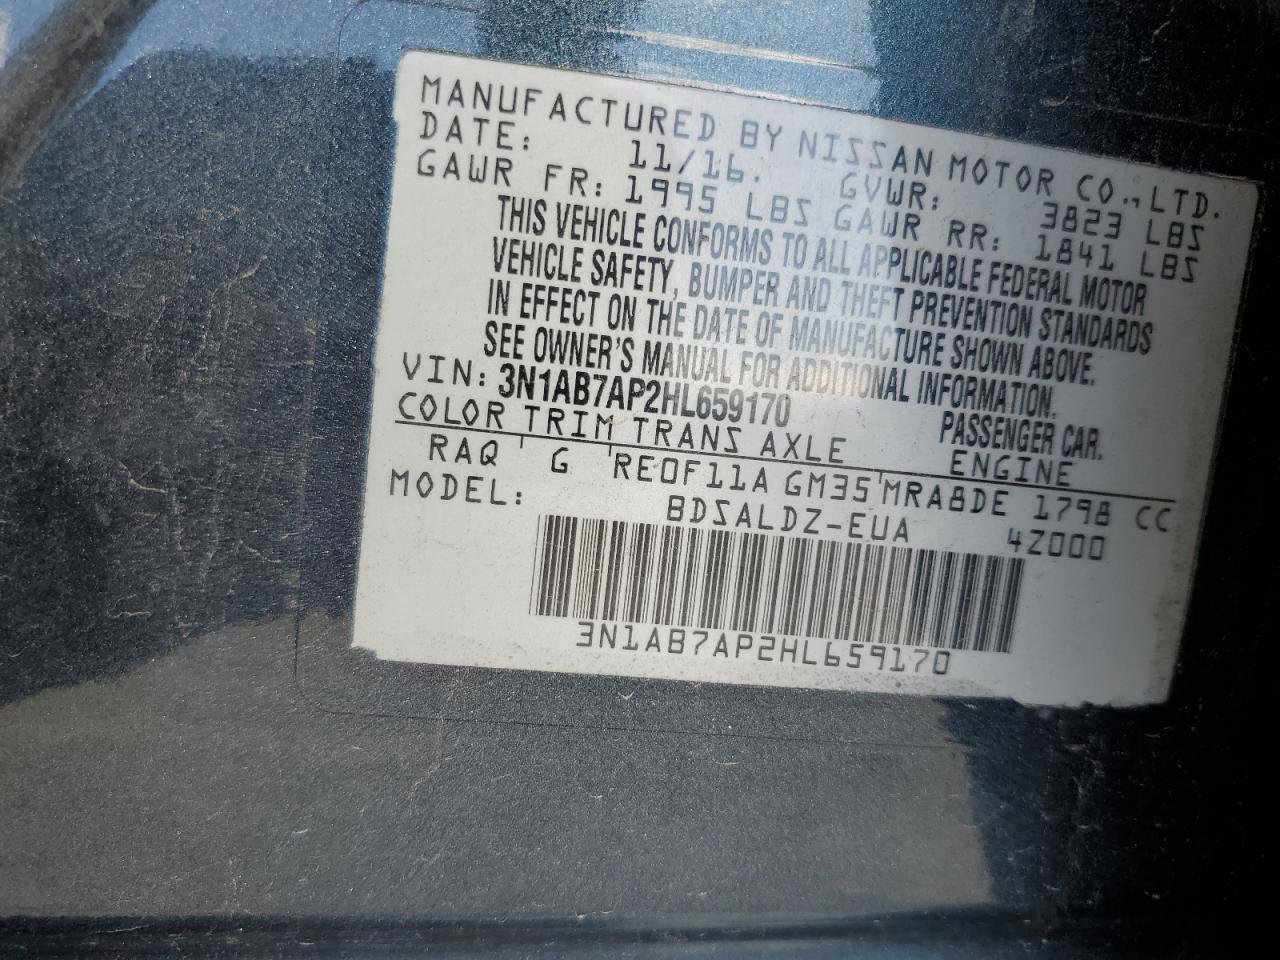 MANUFACTURED BY NISSAN MOTOR CO.,LTD.
DATE: 11/16. GVWR: 3823 LBS
GAWR FR: 1995 LBS GAWR RR: 1841 LBS
THIS VEHICLE CONFORMS TO ALL APPLICABLE FEDERAL MOTOR
VEHICLE SAFETY, BUMPER AND THEFT PREVENTION STANDARDS
IN EFFECT ON THE DATE OF MANUFACTURE SHOWN ABOVE.
SEE OWNER'S MANUAL FOR ADDITIONAL INFORMATION.
VIN: 3N1AB7AP2HL659170 PASSENGER CAR.
COLOR TRIM TRANS AXLE ENGINE
RAQ G RE0F11A GM35 MRA8DE 1798 CC
MODEL: BDSALDZ-EUA 4Z000
3N1AB7AP2HL659170